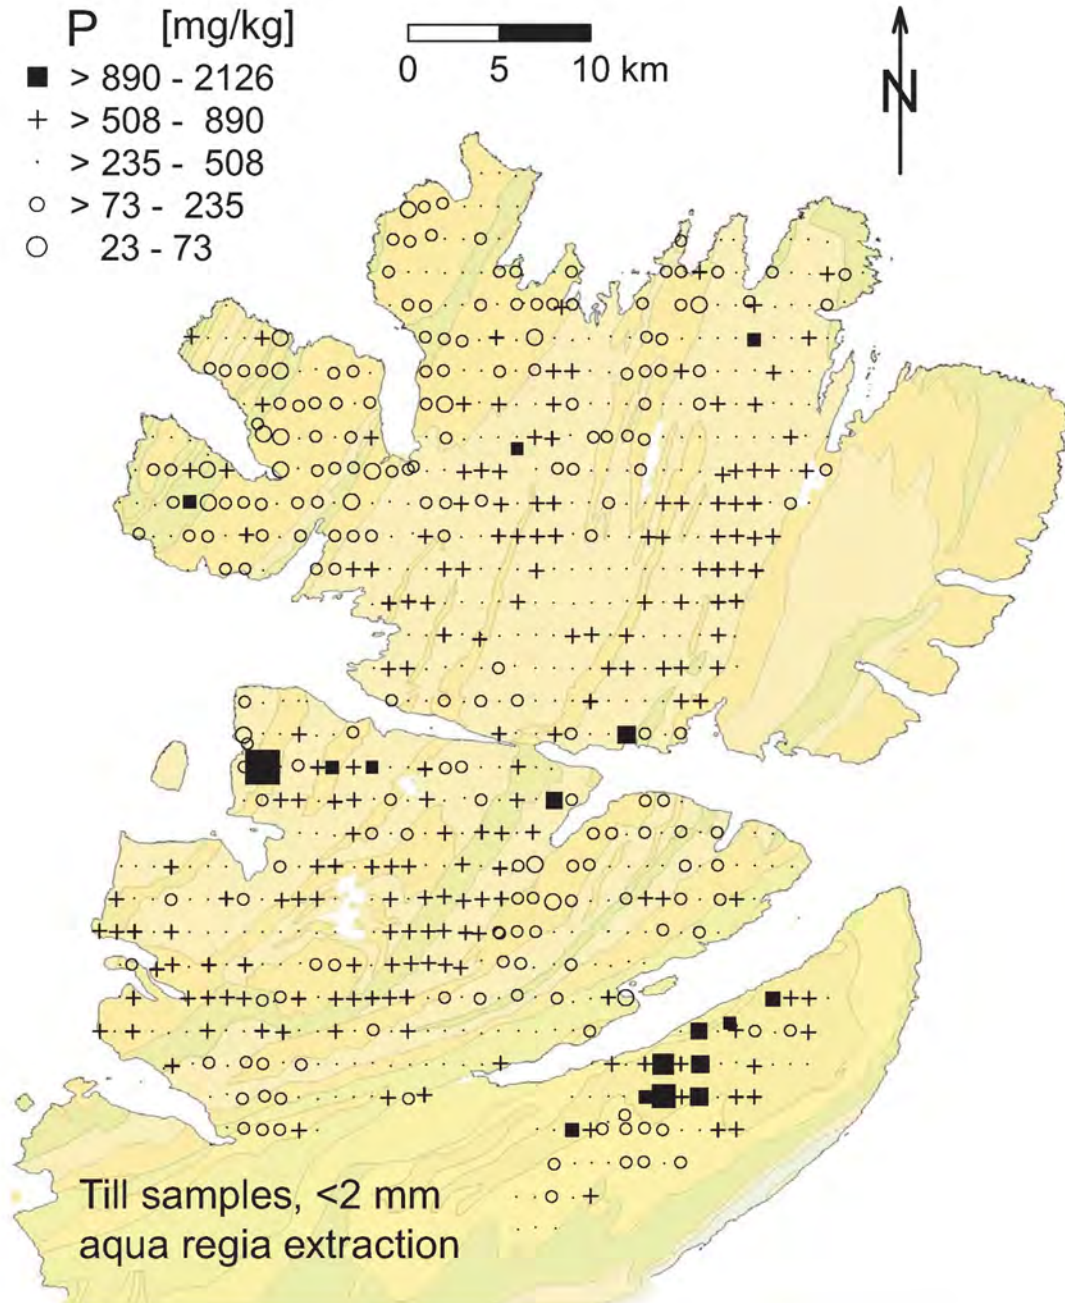 P [mg/kg]
> 890 - 2126
> 508 - 890
> 235 - 508
> 73 - 235
23 - 73
0 5 10 km
N
Till samples, <2 mm
aqua regia extraction